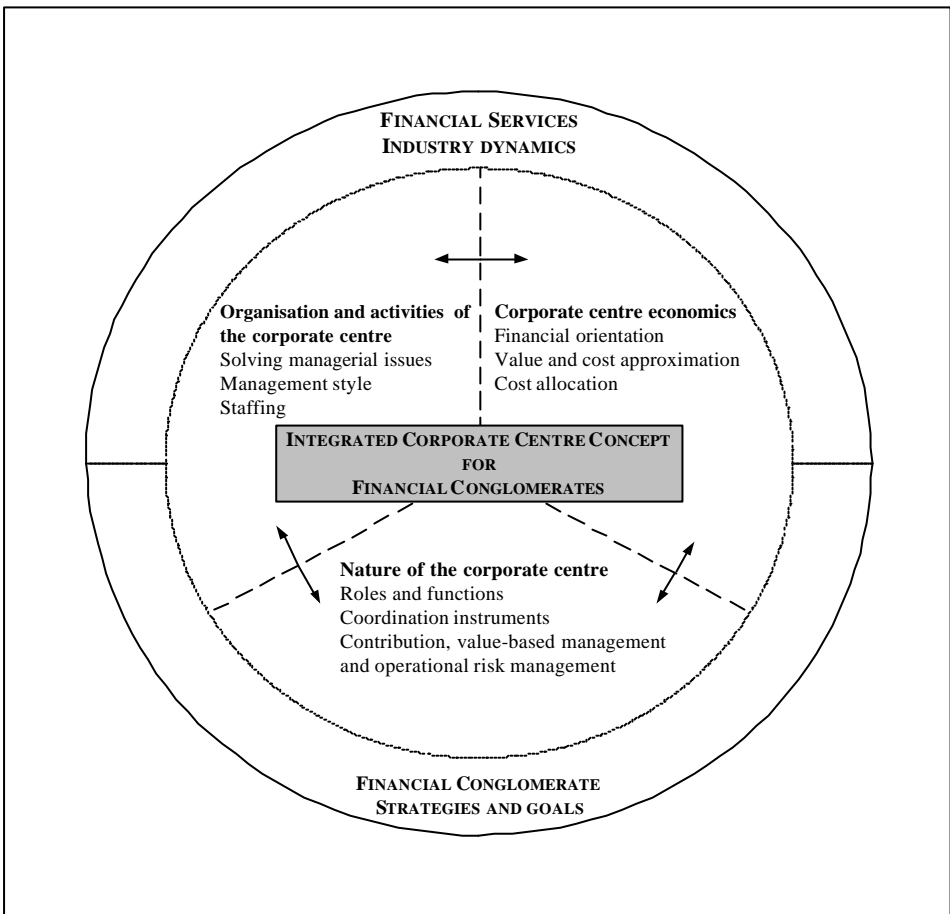 FINANCIAL SERVICES
INDUSTRY DYNAMICS
Organisation and activities of
the corporate centre
Solving managerial issues
Management style
Staffing
Corporate centre economics
Financial orientation
Value and cost approximation
Cost allocation
INTEGRATED CORPORATE CENTRE CONCEPT
FOR
FINANCIAL CONGLOMERATES
Nature of the corporate centre
Roles and functions
Coordination instruments
Contribution, value-based management
and operational risk management
FINANCIAL CONGLOMERATE
STRATEGIES AND GOALS